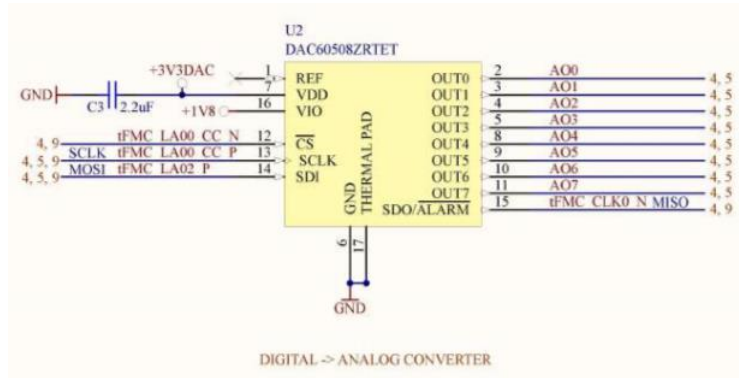 U2
DAC60508ZRTET
+3V3DAC
GND
C3 2.2uF
+1V8
1 REF
7 VDD
16 VIO
4, 9 tFMC_LA00_CC_N 12 CS
4, 5, 9 SCLK tFMC_LA00_CC_P 13 SCLK
4, 5, 9 MOSI tFMC_LA02_P 14 SDI
OUT0 2 AO0 4, 5
OUT1 3 AO1 4, 5
OUT2 4 AO2 4, 5
OUT3 5 AO3 4, 5
OUT4 8 AO4 4, 5
OUT5 9 AO5 4, 5
OUT6 10 AO6 4, 5
OUT7 11 AO7 4, 5
SDO/ALARM 15 tFMC_CLK0_N MISO 4, 9
GND 6
THERMAL PAD 17
GND
DIGITAL -> ANALOG CONVERTER